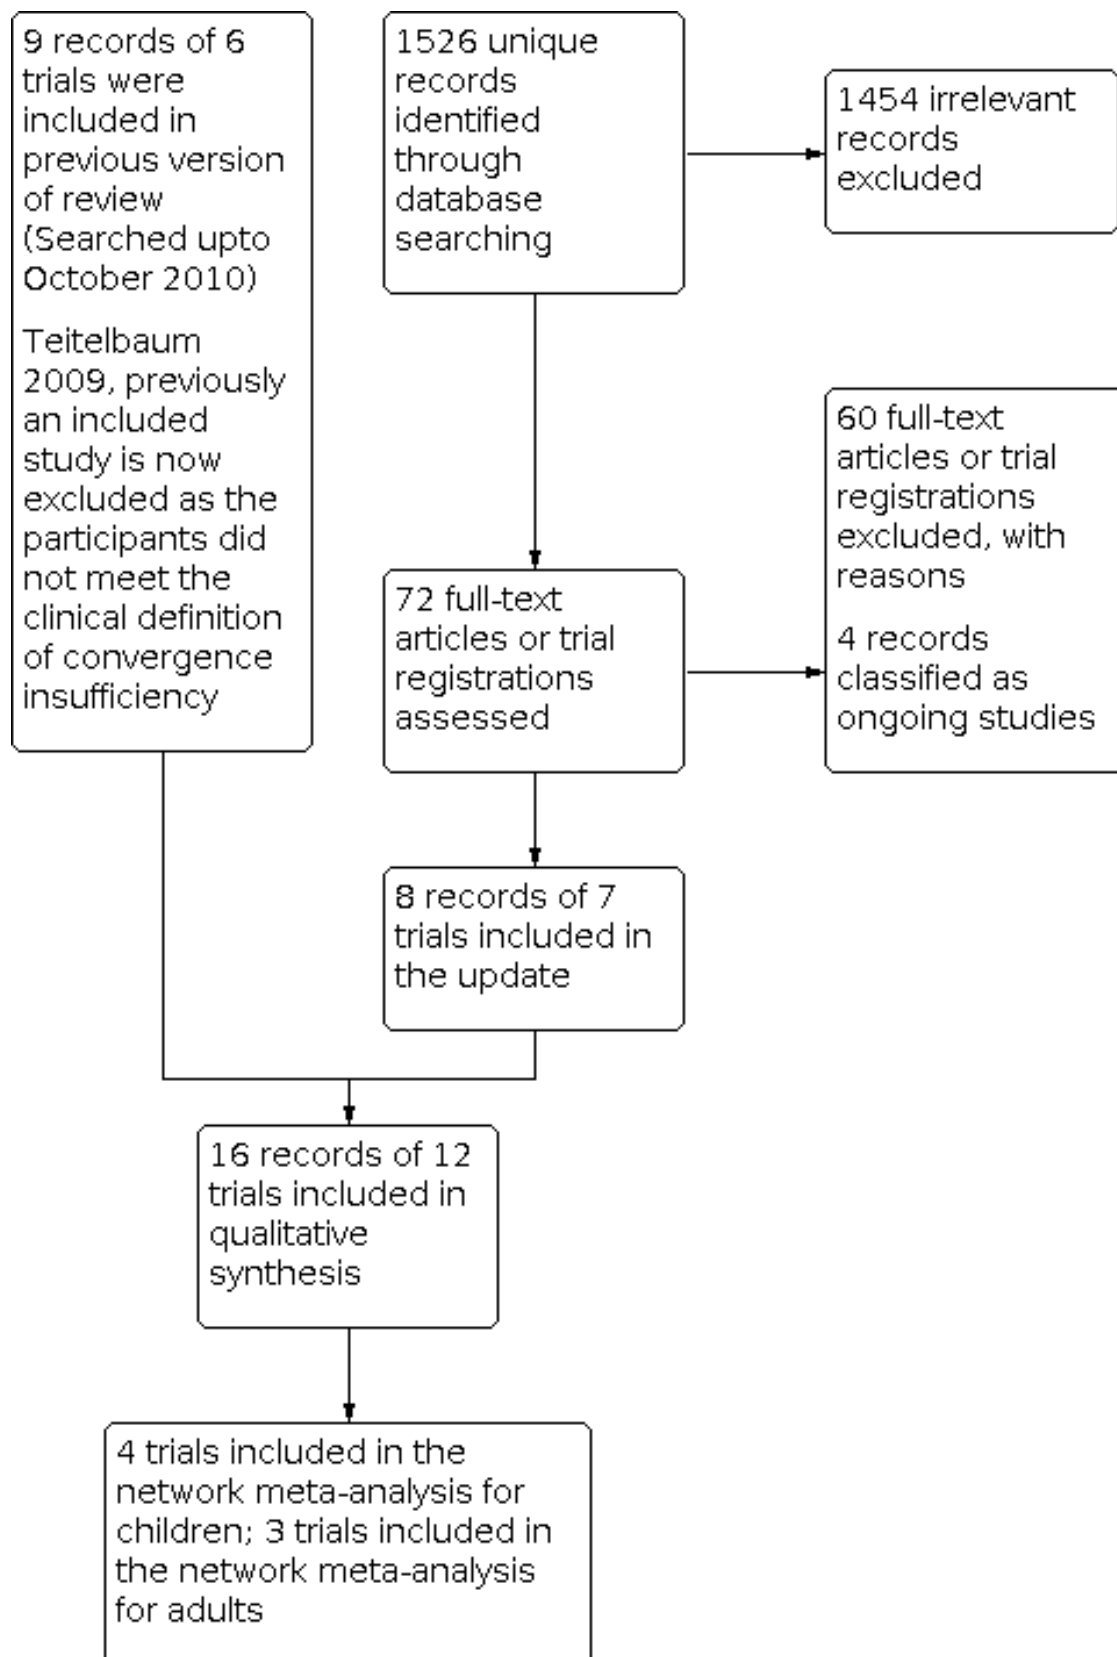 9 records of 6
trials were
included in
previous version
of review
(Searched upto
October 2010)
Teitelbaum
2009, previously
an included
study is now
excluded as the
participants did
not meet the
clinical definition
of convergence
insufficiency
1526 unique
records
identified
through
database
searching
1454 irrelevant
records
excluded
72 full-text
articles or trial
registrations
assessed
60 full-text
articles or trial
registrations
excluded, with
reasons
4 records
classified as
ongoing studies
8 records of 7
trials included in
the update
16 records of 12
trials included in
qualitative
synthesis
4 trials included in the
network meta-analysis for
children; 3 trials included in
the network meta-analysis
for adults